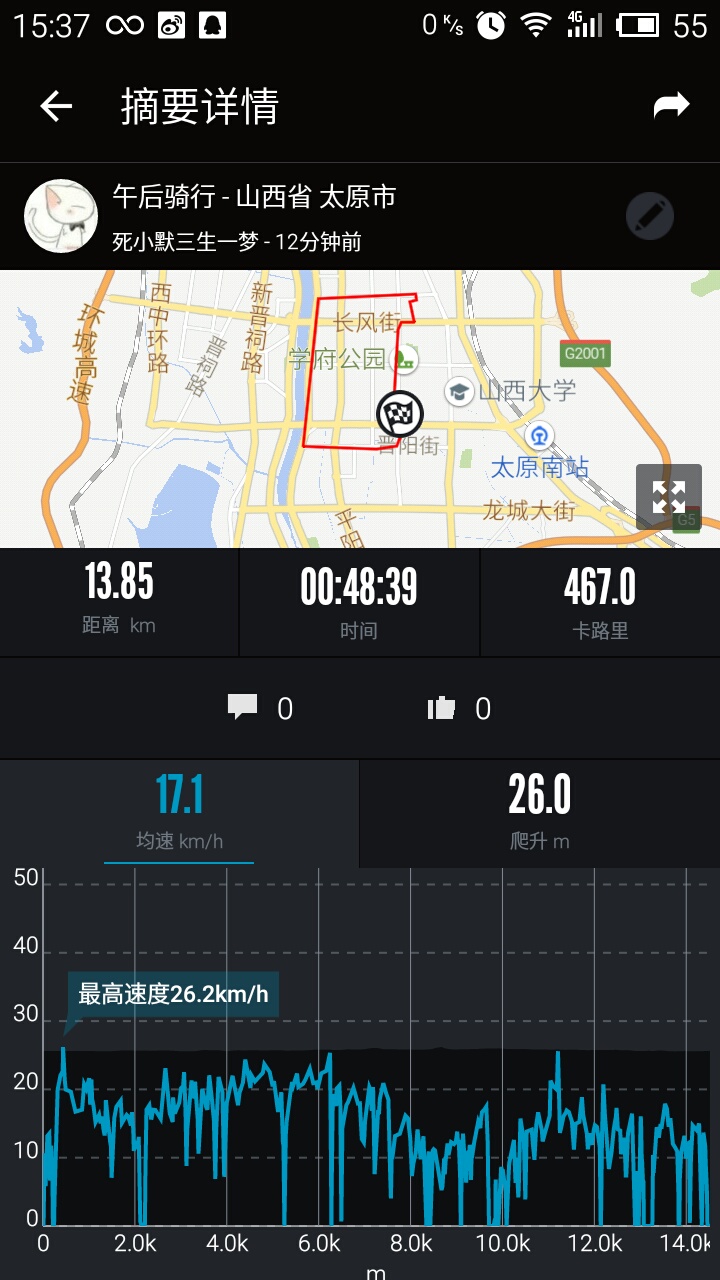 15:37 0 K/s 4G 55
摘要详情
午后骑行 - 山西省 太原市
死小默三生一梦 - 12分钟前
环城高速
西中环路
新晋祠路
晋祠路
长风街
学府公园
G2001
山西大学
晋阳街
太原南站
龙城大街
平阳
G5
13.85 00:48:39 467.0
距离 km 时间 卡路里
0 0
17.1 26.0
均速 km/h 爬升 m
50
40
最高速度26.2km/h
30
20
10
0
0 2.0k 4.0k 6.0k 8.0k 10.0k 12.0k 14.0k
m